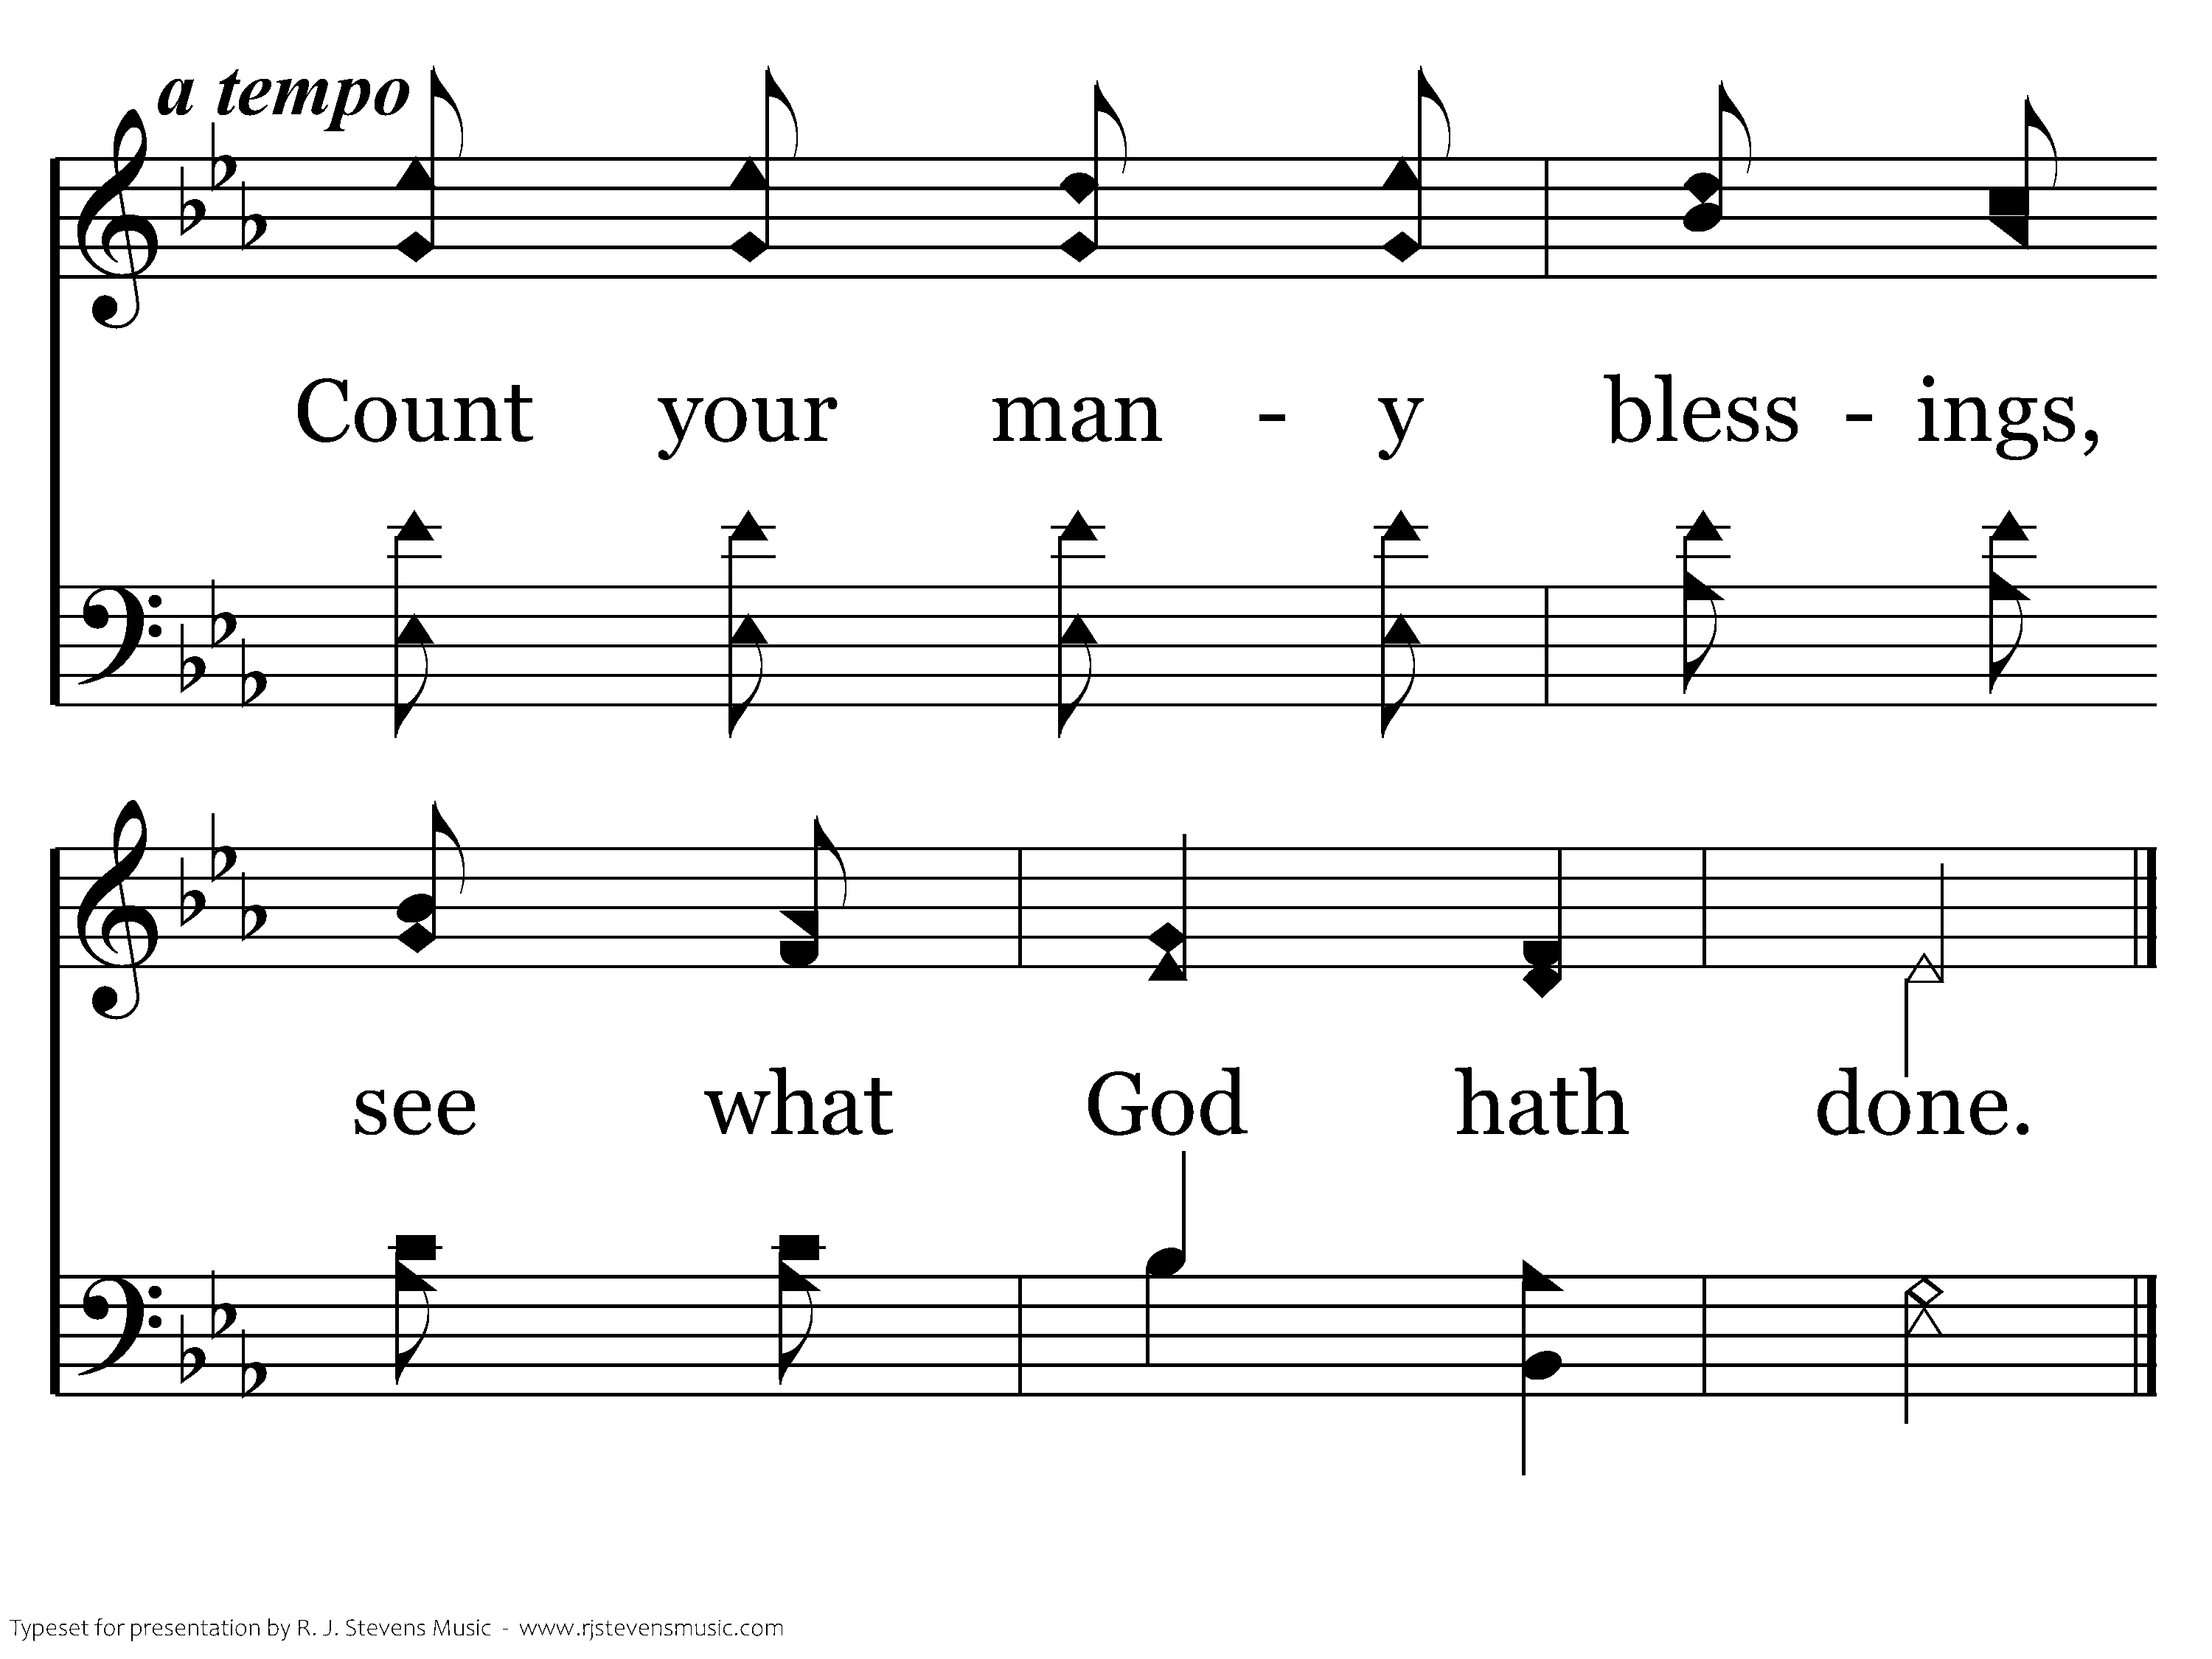 a tempo
Count your man - y bless - ings,
see what God hath done.
Typeset for presentation by R. J. Stevens Music - www.rjstevensmusic.com